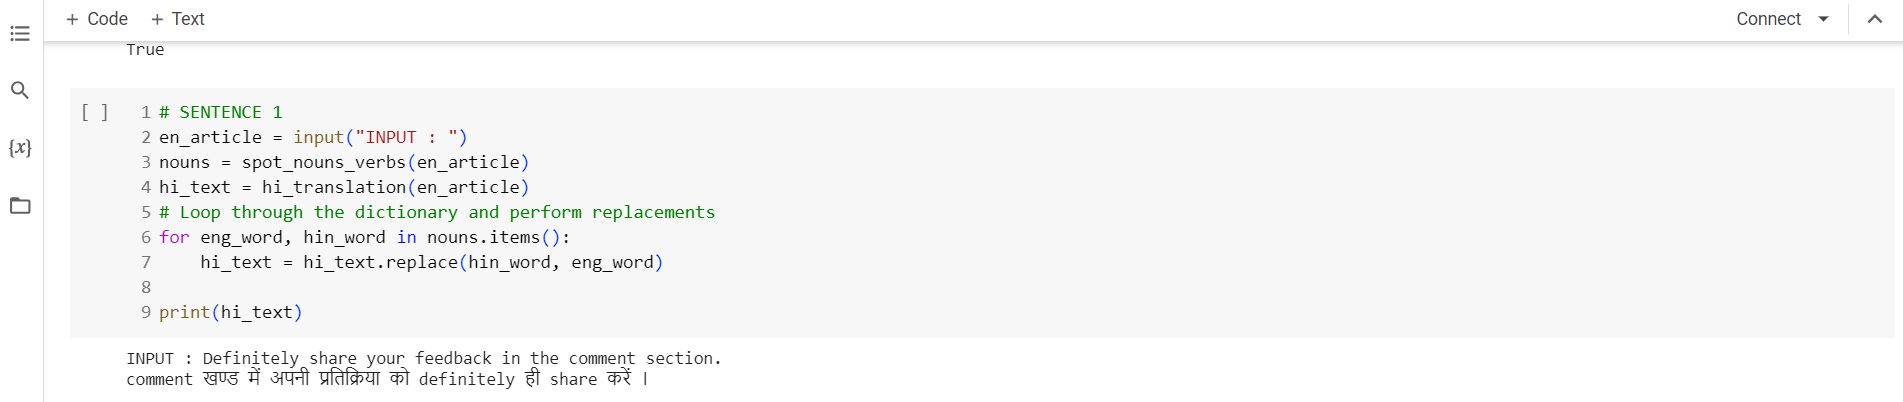 + Code + Text Connect
True
[ ] 1 # SENTENCE 1
2 en_article = input("INPUT : ")
3 nouns = spot_nouns_verbs(en_article)
4 hi_text = hi_translation(en_article)
5 # Loop through the dictionary and perform replacements
6 for eng_word, hin_word in nouns.items():
7     hi_text = hi_text.replace(hin_word, eng_word)
8
9 print(hi_text)
{x}
INPUT : Definitely share your feedback in the comment section.
comment खण्ड में अपनी प्रतिक्रिया को definitely ही share करें ।